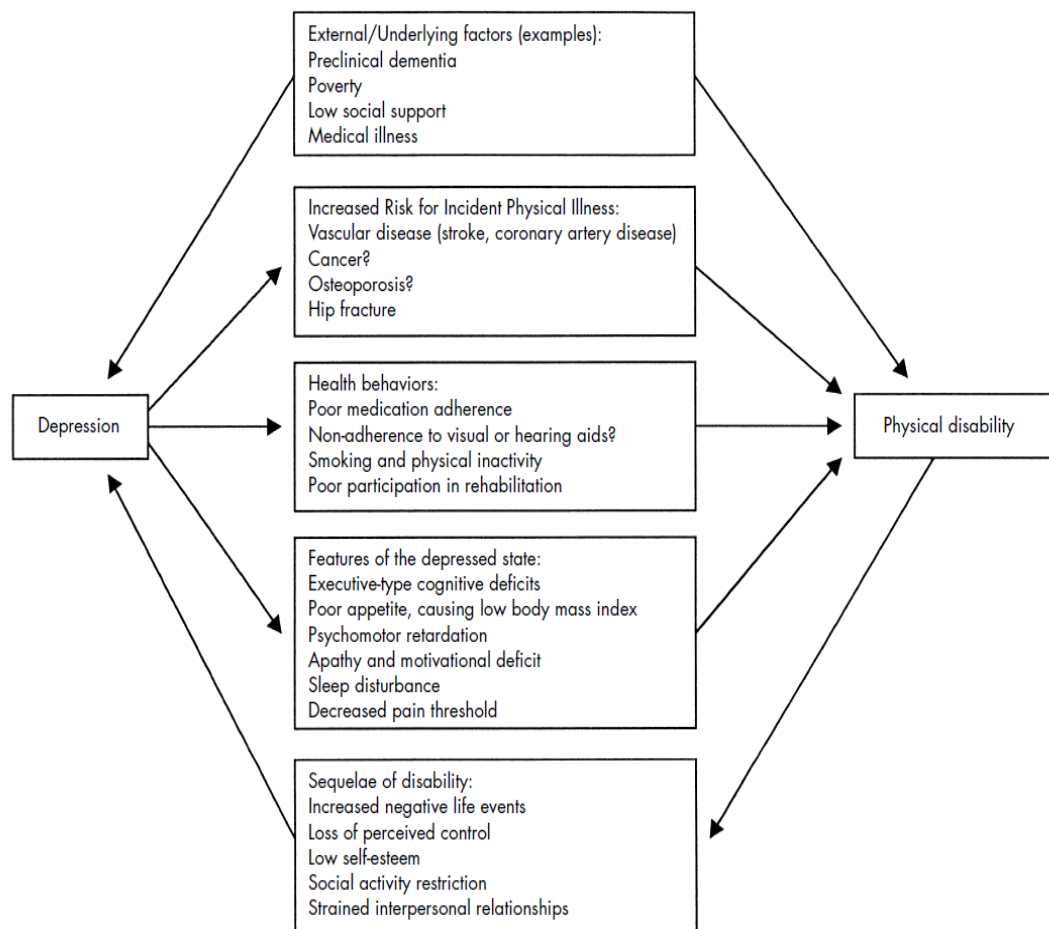 External/Underlying factors (examples):
Preclinical dementia
Poverty
Low social support
Medical illness
Increased Risk for Incident Physical Illness:
Vascular disease (stroke, coronary artery disease)
Cancer?
Osteoporosis?
Hip fracture
Health behaviors:
Poor medication adherence
Non-adherence to visual or hearing aids?
Smoking and physical inactivity
Poor participation in rehabilitation
Depression
Physical disability
Features of the depressed state:
Executive-type cognitive deficits
Poor appetite, causing low body mass index
Psychomotor retardation
Apathy and motivational deficit
Sleep disturbance
Decreased pain threshold
Sequelae of disability:
Increased negative life events
Loss of perceived control
Low self-esteem
Social activity restriction
Strained interpersonal relationships